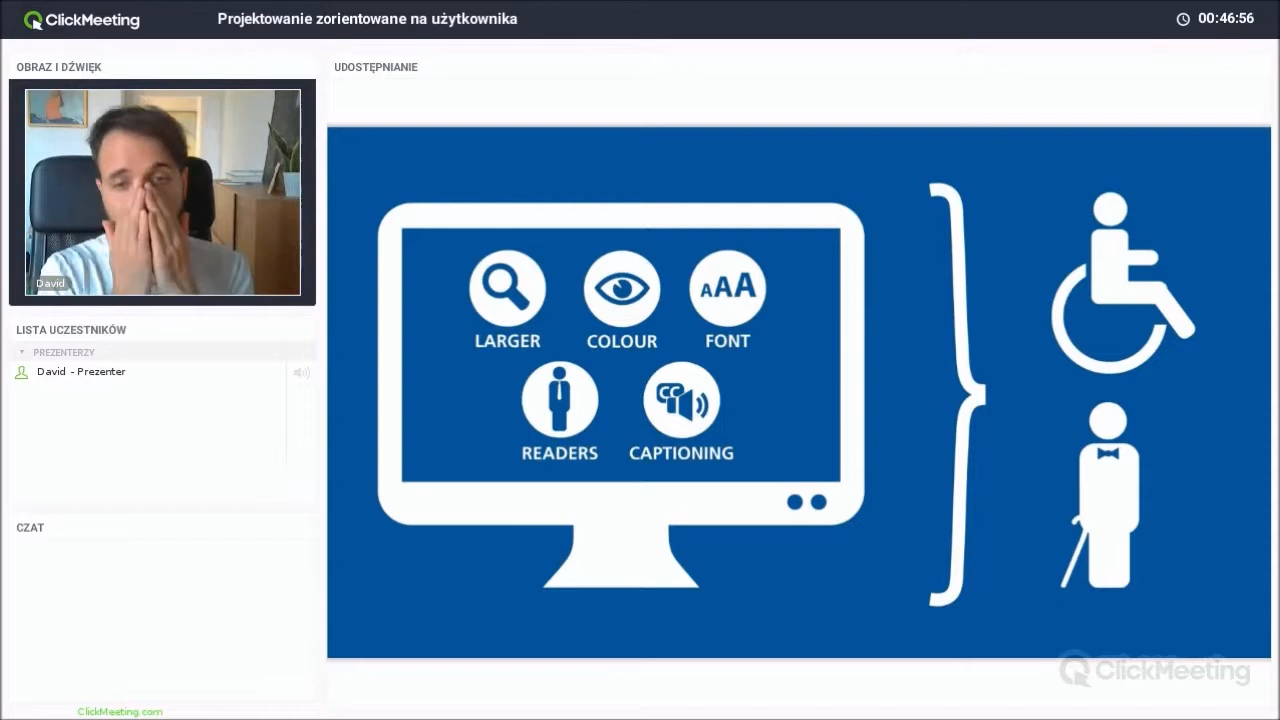 ClickMeeting
Projektowanie zorientowane na użytkownika
00:46:56
OBRAZ I DŹWIĘK
David
LISTA UCZESTNIKÓW
PREZENTERZY
David - Prezenter
CZAT
ClickMeeting.com
UDOSTĘPNIANIE
AAA
LARGER
COLOUR
FONT
CC
READERS
CAPTIONING
ClickMeeting